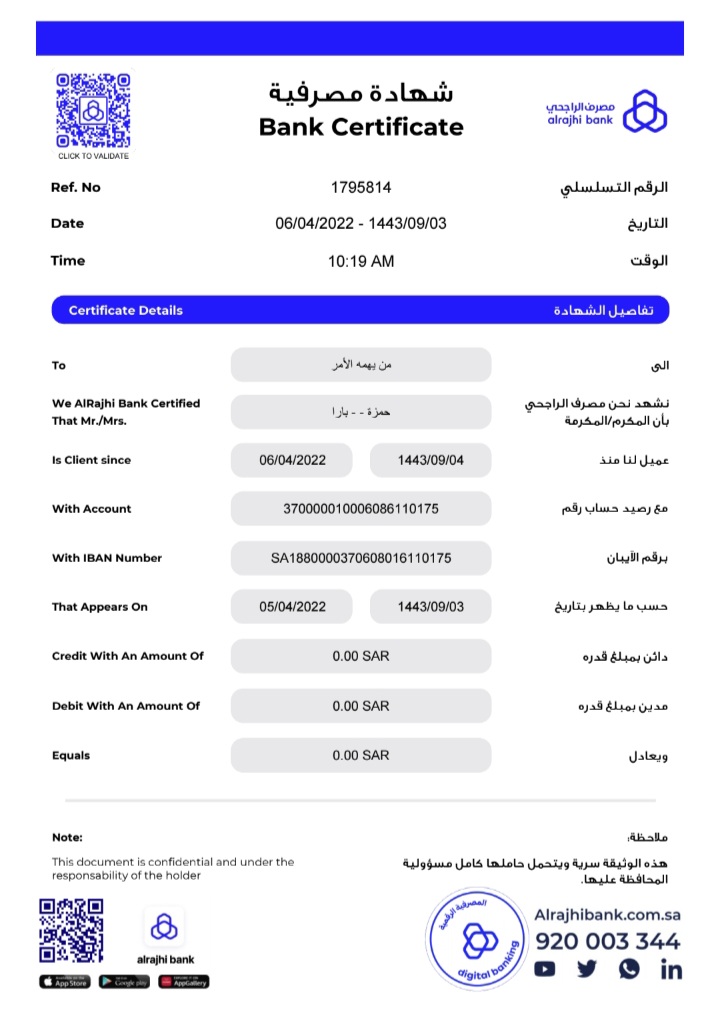 شهادة مصرفية
Bank Certificate
مصرف الراجحي
alrajhi bank
CLICK TO VALIDATE
Ref. No 1795814 الرقم التسلسلي
Date 06/04/2022 - 1443/09/03 التاريخ
Time 10:19 AM الوقت
Certificate Details تفاصيل الشهادة
To من يهمه الأمر الى
We AlRajhi Bank Certified
That Mr./Mrs.
حمزة - - بارا
نشهد نحن مصرف الراجحي
بأن المكرم/المكرمة
Is Client since 06/04/2022 1443/09/04 عميل لنا منذ
With Account 370000010006086110175 مع رصيد حساب رقم
With IBAN Number SA1880000370608016110175 برقم الآيبان
That Appears On 05/04/2022 1443/09/03 حسب ما يظهر بتاريخ
Credit With An Amount Of 0.00 SAR دائن بمبلغ قدره
Debit With An Amount Of 0.00 SAR مدين بمبلغ قدره
Equals 0.00 SAR ويعادل
Note:
This document is confidential and under the
responsability of the holder
ملاحظة:
هذه الوثيقة سرية ويتحمل حاملها كامل مسؤولية
المحافظة عليها.
alrajhi bank
App Store
Google play
AppGallery
المصرفية الرقمية
digital banking
Alrajhibank.com.sa
920 003 344